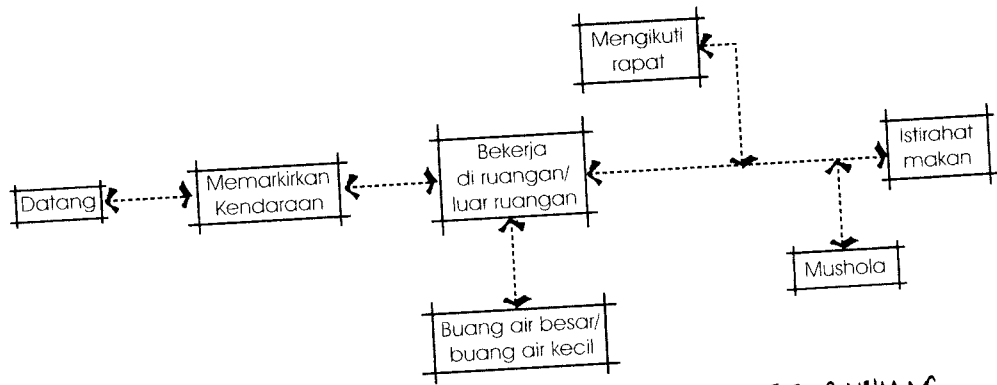 Mengikuti
rapat
Istirahat
makan
Bekerja
di ruangan/
luar ruangan
Memarkirkan
Kendaraan
Datang
Mushola
Buang air besar/
buang air kecil